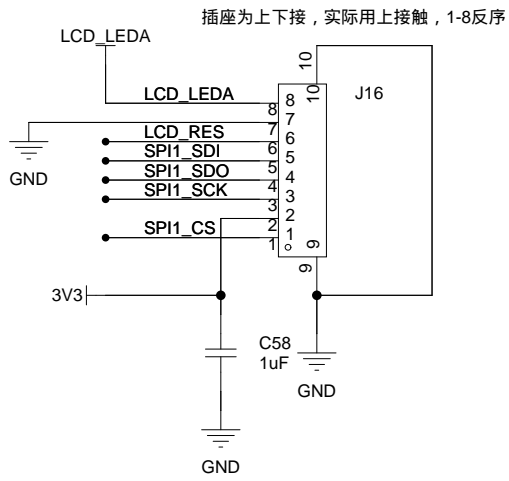 插座为上下接，实际用上接触，1-8反序
LCD_LEDA
10
LCD_LEDA
8
8
10
J16
7
7
LCD_RES
6
6
SPI1_SDI
5
5
SPI1_SDO
4
4
SPI1_SCK
3
3
2
2
SPI1_CS
1
1
9
9
GND
3V3
C58
1uF
GND
GND